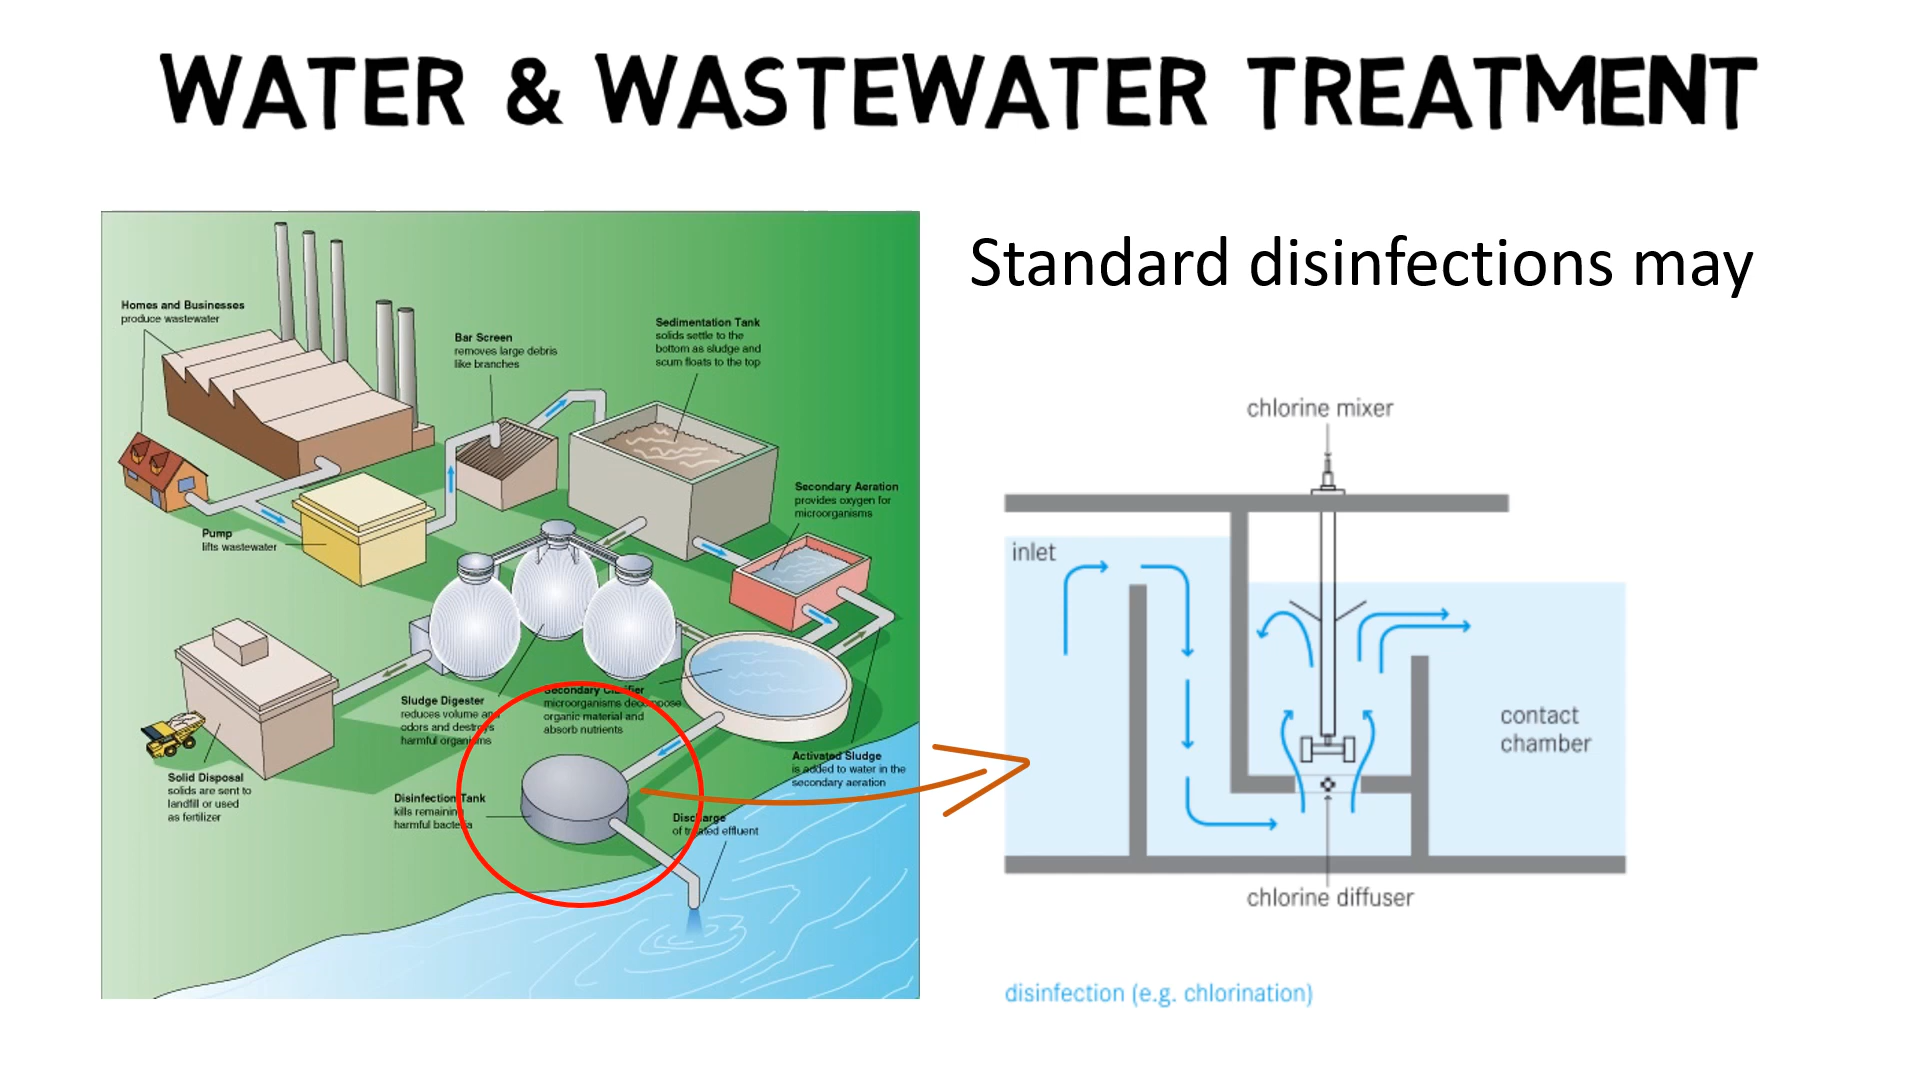 WATER & WASTEWATER TREATMENT
Standard disinfections may
Homes and Businesses
produce wastewater
Bar Screen
removes large debris
like branches
Sedimentation Tank
solids settle to the
bottom as sludge and
scum floats to the top
Secondary Aeration
provides oxygen for
microorganisms
Pump
lifts wastewater
Sludge Digester
reduces volume and
odors and destroys
harmful organisms
Secondary Clarifier
microorganisms decompose
organic material and
absorb nutrients
Activated Sludge
is added to water in the
secondary aeration
Solid Disposal
solids are sent to
landfill or used
as fertilizer
Disinfection Tank
kills remaining
harmful bacteria
Discharge
of treated effluent
chlorine mixer
inlet
contact
chamber
chlorine diffuser
disinfection (e.g. chlorination)